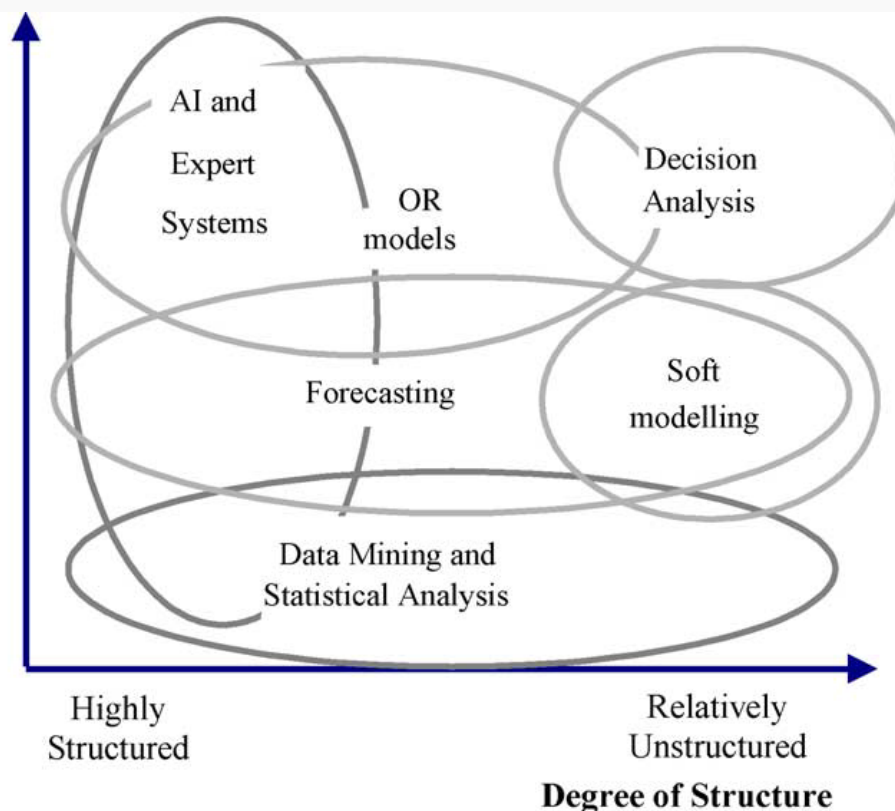 AI and
Expert
Systems
OR
models
Decision
Analysis
Forecasting
Soft
modelling
Data Mining and
Statistical Analysis
Highly
Structured
Relatively
Unstructured
Degree of Structure